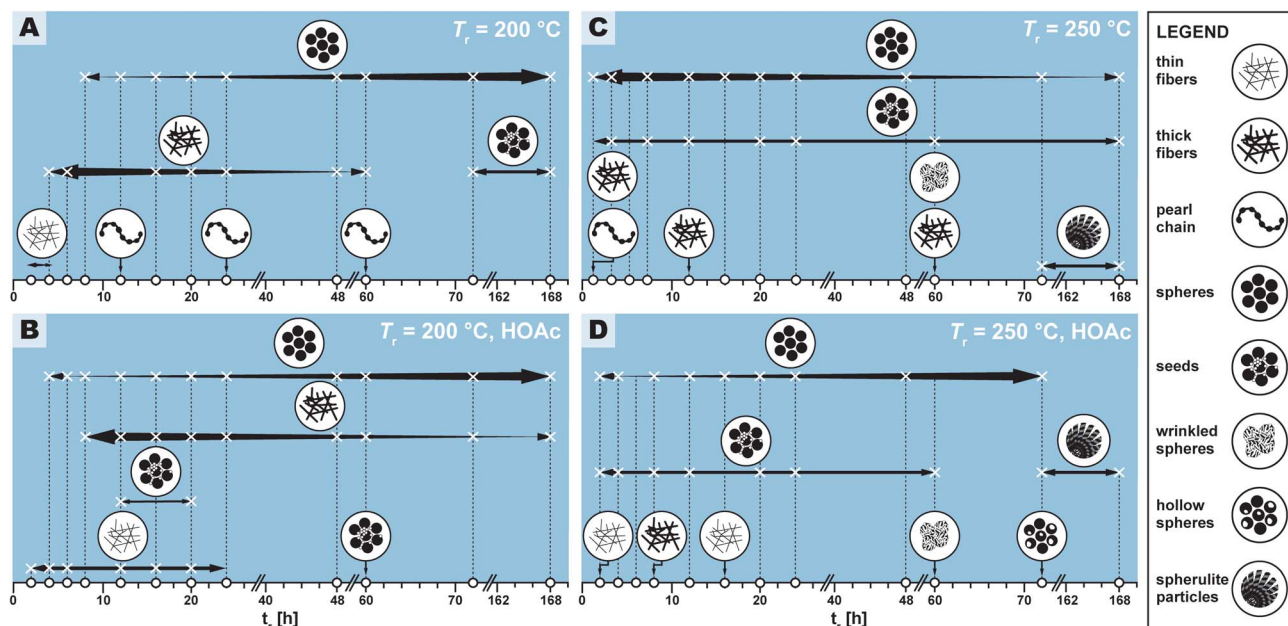 A
T_r = 200 °C
0 10 20 // 40 48 // 60 70 // 162 168
B
T_r = 200 °C, HOAc
0 10 20 // 40 48 // 60 70 // 162 168
t_r [h]
C
T_r = 250 °C
0 10 20 // 40 48 // 60 70 // 162 168
D
T_r = 250 °C, HOAc
0 10 20 // 40 48 // 60 70 // 162 168
t_r [h]
LEGEND
thin
fibers
thick
fibers
pearl
chain
spheres
seeds
wrinkled
spheres
hollow
spheres
spherulite
particles